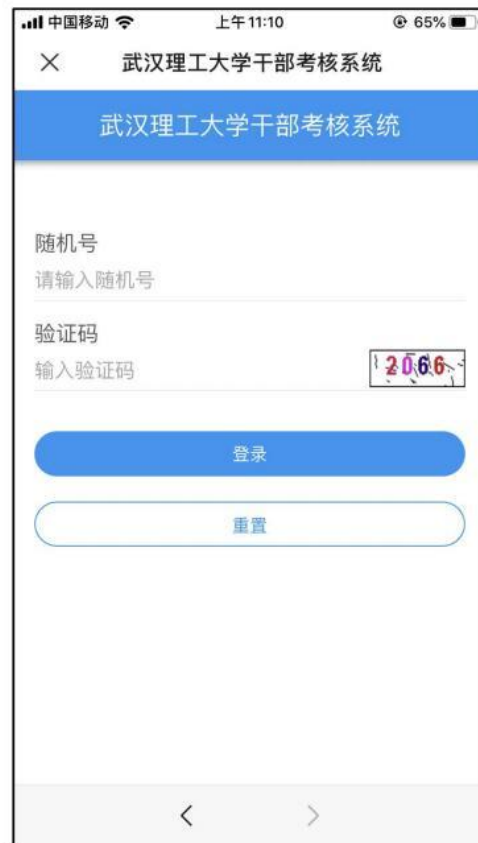 中国移动 上午11:10 65%
武汉理工大学干部考核系统
武汉理工大学干部考核系统
随机号
请输入随机号
验证码
输入验证码 2066
登录
重置